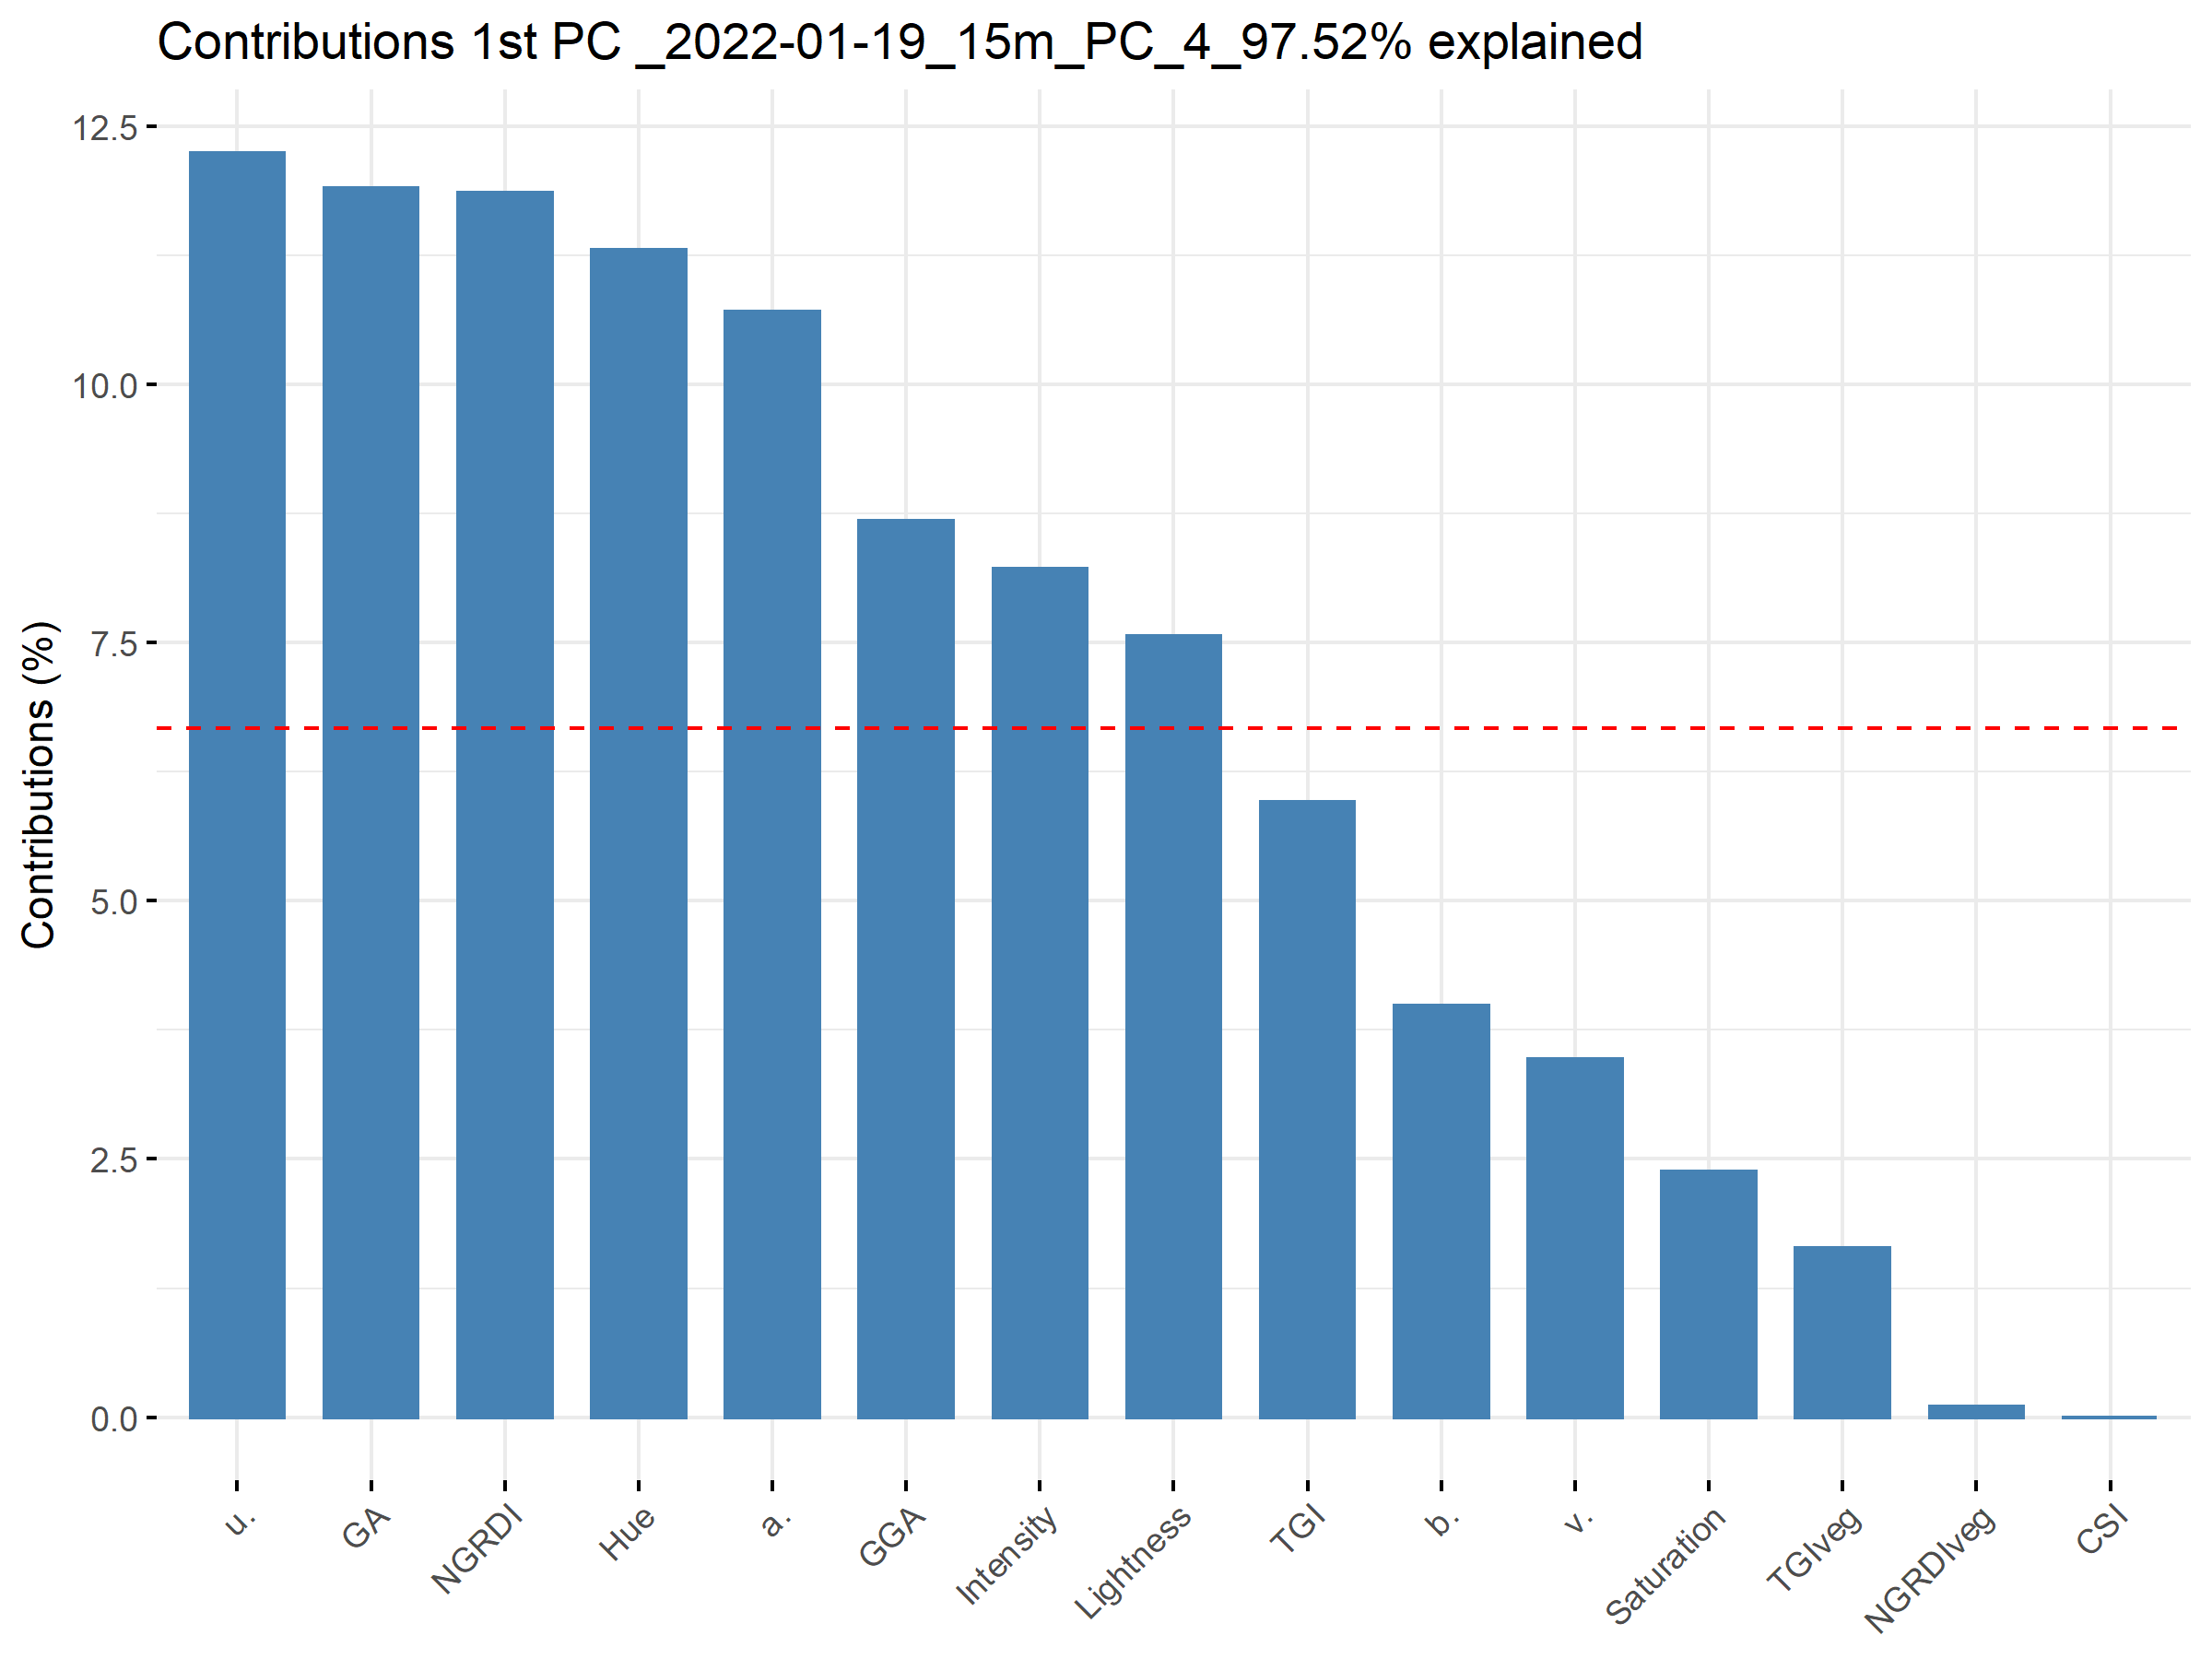 Contributions 1st PC _2022-01-19_15m_PC_4_97.52% explained
Contributions (%)
12.5
10.0
7.5
5.0
2.5
0.0
u.
GA
NGRDI
Hue
a.
GGA
Intensity
Lightness
TGI
b.
v.
Saturation
TGIveg
NGRDIveg
CSI